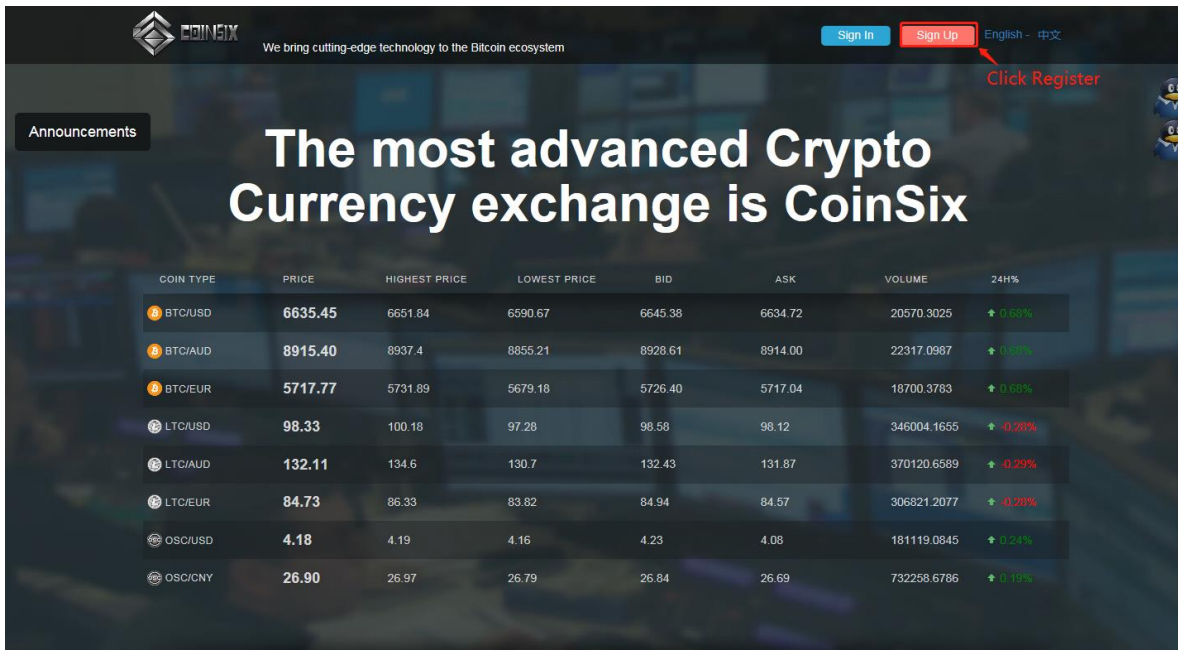 COINSIX
We bring cutting-edge technology to the Bitcoin ecosystem
Sign In Sign Up English - 中文
Click Register
Announcements
The most advanced Crypto
Currency exchange is CoinSix
COIN TYPE PRICE HIGHEST PRICE LOWEST PRICE BID ASK VOLUME 24H%
BTC/USD 6635.45 6651.84 6590.67 6645.38 6634.72 20570.3025 0.68%
BTC/AUD 8915.40 8937.4 8855.21 8928.61 8914.00 22317.0987 0.68%
BTC/EUR 5717.77 5731.89 5679.18 5726.40 5717.04 18700.3783 0.68%
LTC/USD 98.33 100.18 97.28 98.58 98.12 346004.1655 -0.28%
LTC/AUD 132.11 134.6 130.7 132.43 131.87 370120.6589 -0.29%
LTC/EUR 84.73 86.33 83.82 84.94 84.57 306821.2077 -0.28%
OSC/USD 4.18 4.19 4.16 4.23 4.08 181119.0845 0.24%
OSC/CNY 26.90 26.97 26.79 26.84 26.69 732258.6786 0.19%